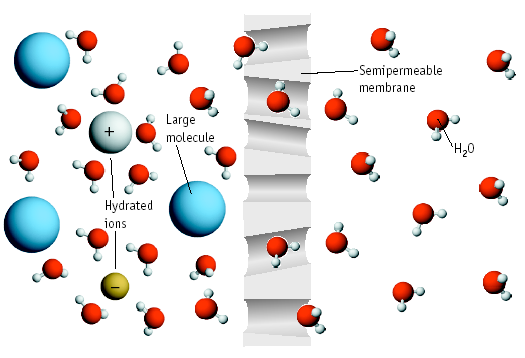 Semipermeable
membrane
+
Large
molecule
H₂O
Hydrated
ions
−